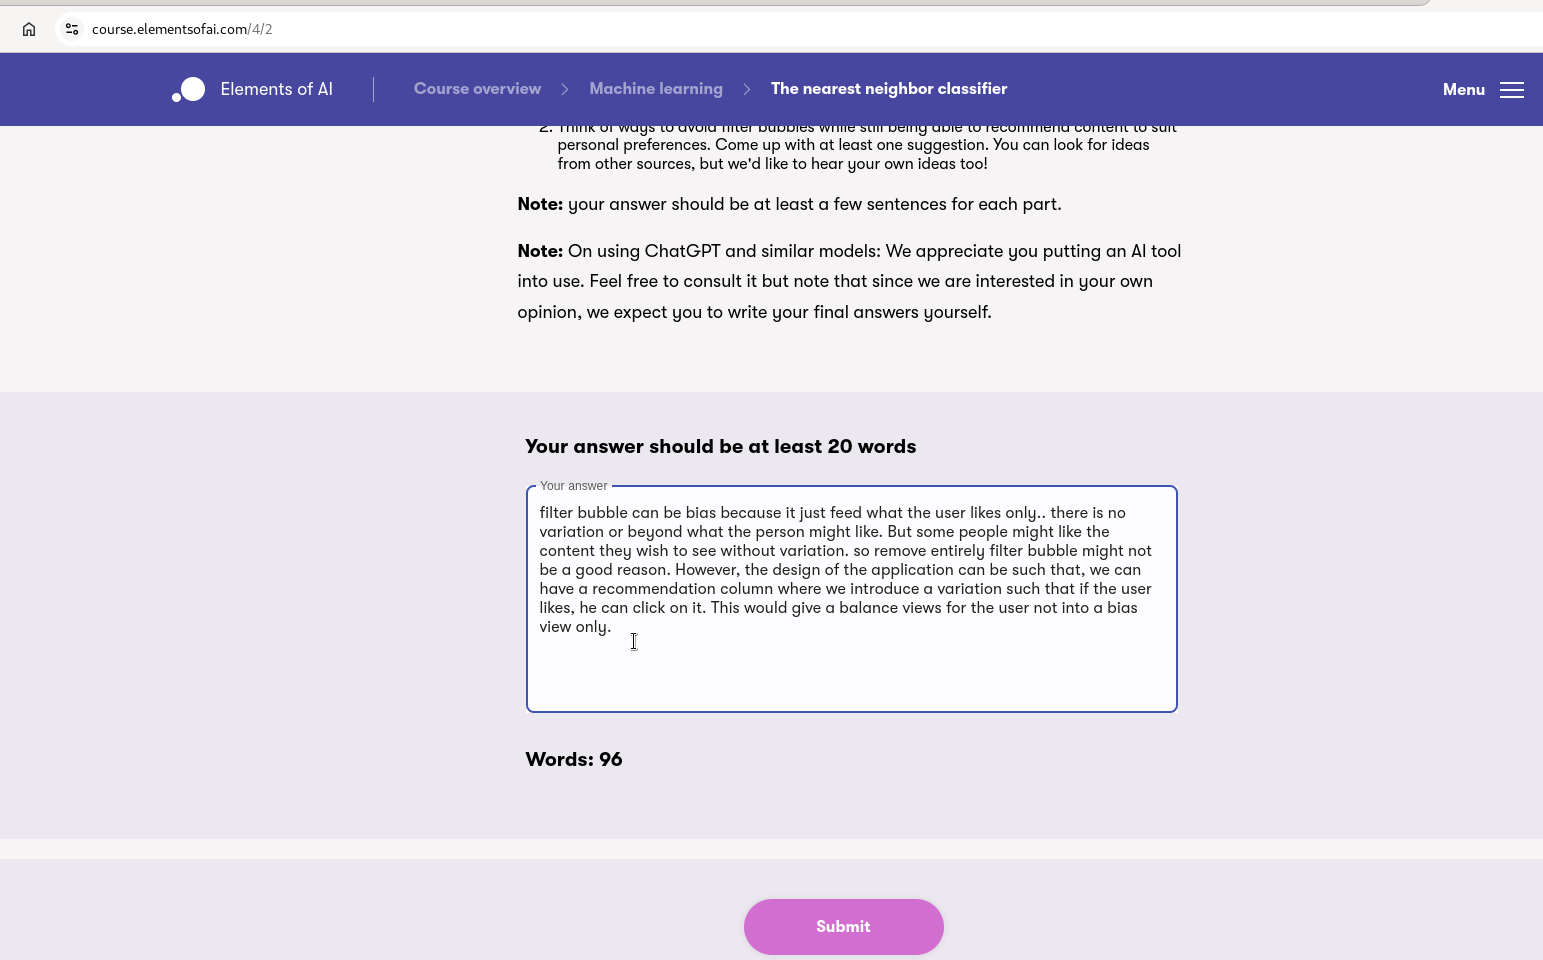 course.elementsofai.com/4/2
Elements of AI
Course overview
Machine learning
The nearest neighbor classifier
Menu
2. Think of ways to avoid filter bubbles while still being able to recommend content to suit
personal preferences. Come up with at least one suggestion. You can look for ideas
from other sources, but we'd like to hear your own ideas too!
Note: your answer should be at least a few sentences for each part.
Note: On using ChatGPT and similar models: We appreciate you putting an AI tool
into use. Feel free to consult it but note that since we are interested in your own
opinion, we expect you to write your final answers yourself.
Your answer should be at least 20 words
Your answer
filter bubble can be bias because it just feed what the user likes only.. there is no
variation or beyond what the person might like. But some people might like the
content they wish to see without variation. so remove entirely filter bubble might not
be a good reason. However, the design of the application can be such that, we can
have a recommendation column where we introduce a variation such that if the user
likes, he can click on it. This would give a balance views for the user not into a bias
view only.
Words: 96
Submit